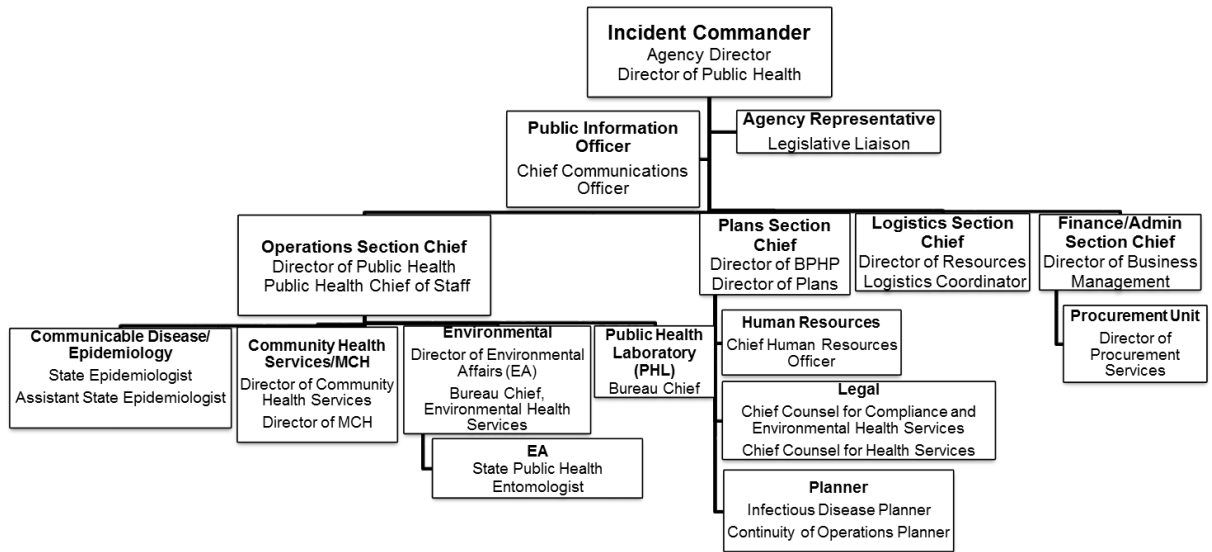 Incident Commander
Agency Director
Director of Public Health
Public Information
Officer
Chief Communications
Officer
Agency Representative
Legislative Liaison
Operations Section Chief
Director of Public Health
Public Health Chief of Staff
Plans Section
Chief
Director of BPHP
Director of Plans
Logistics Section
Chief
Director of Resources
Logistics Coordinator
Finance/Admin
Section Chief
Director of Business
Management
Communicable Disease/
Epidemiology
State Epidemiologist
Assistant State Epidemiologist
Community Health
Services/MCH
Director of Community
Health Services
Director of MCH
Environmental
Director of Environmental
Affairs (EA)
Bureau Chief,
Environmental Health
Services
EA
State Public Health
Entomologist
Public Health
Laboratory
(PHL)
Bureau Chief
Human Resources
Chief Human Resources
Officer
Legal
Chief Counsel for Compliance and
Environmental Health Services
Chief Counsel for Health Services
Planner
Infectious Disease Planner
Continuity of Operations Planner
Procurement Unit
Director of
Procurement
Services